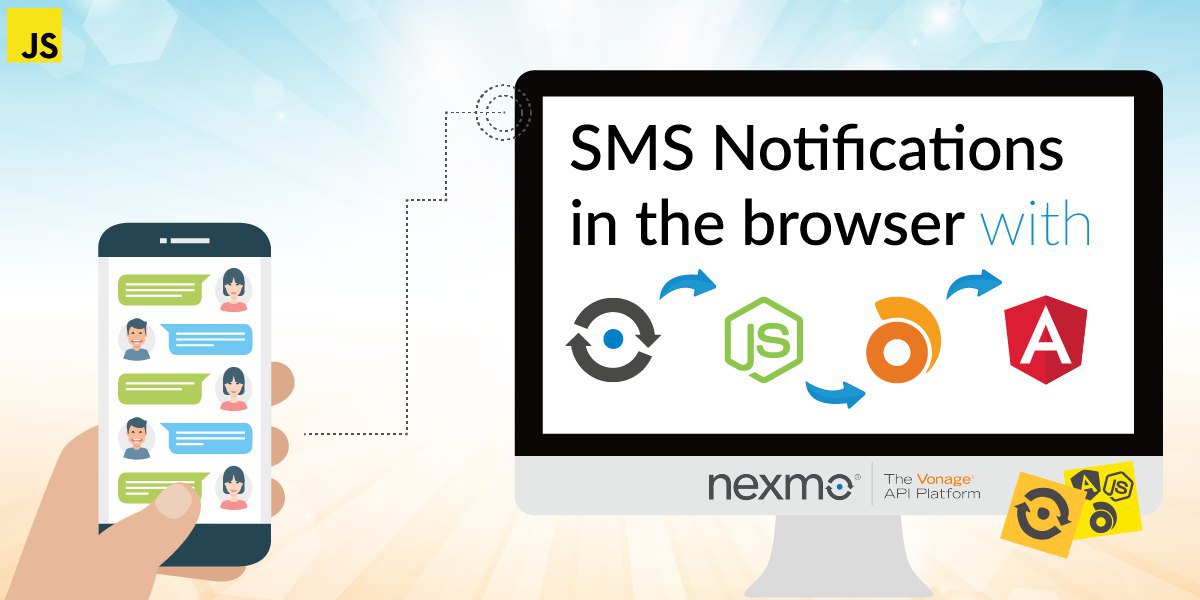 JS
SMS Notifications
in the browser with
JS
A
nexmo®
The Vonage®
API Platform
A
JS